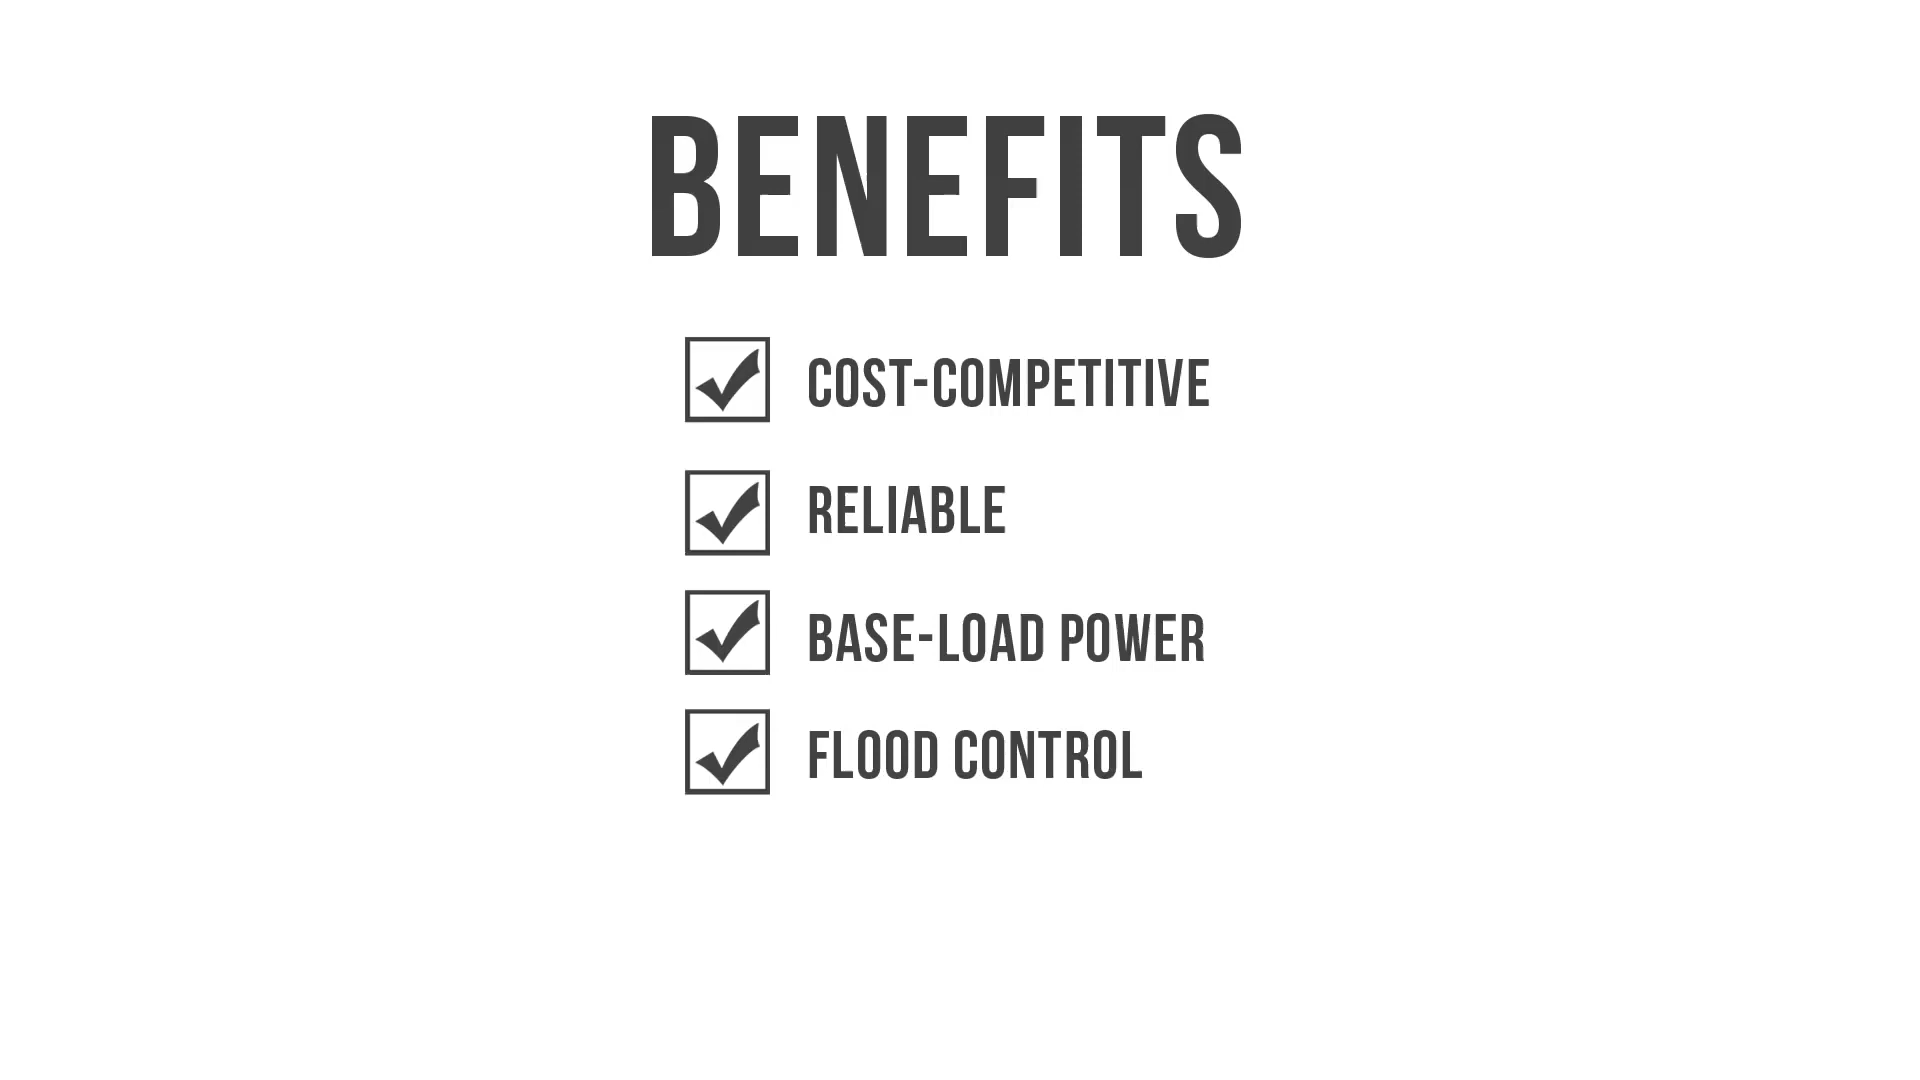 BENEFITS
COST-COMPETITIVE
RELIABLE
BASE-LOAD POWER
FLOOD CONTROL